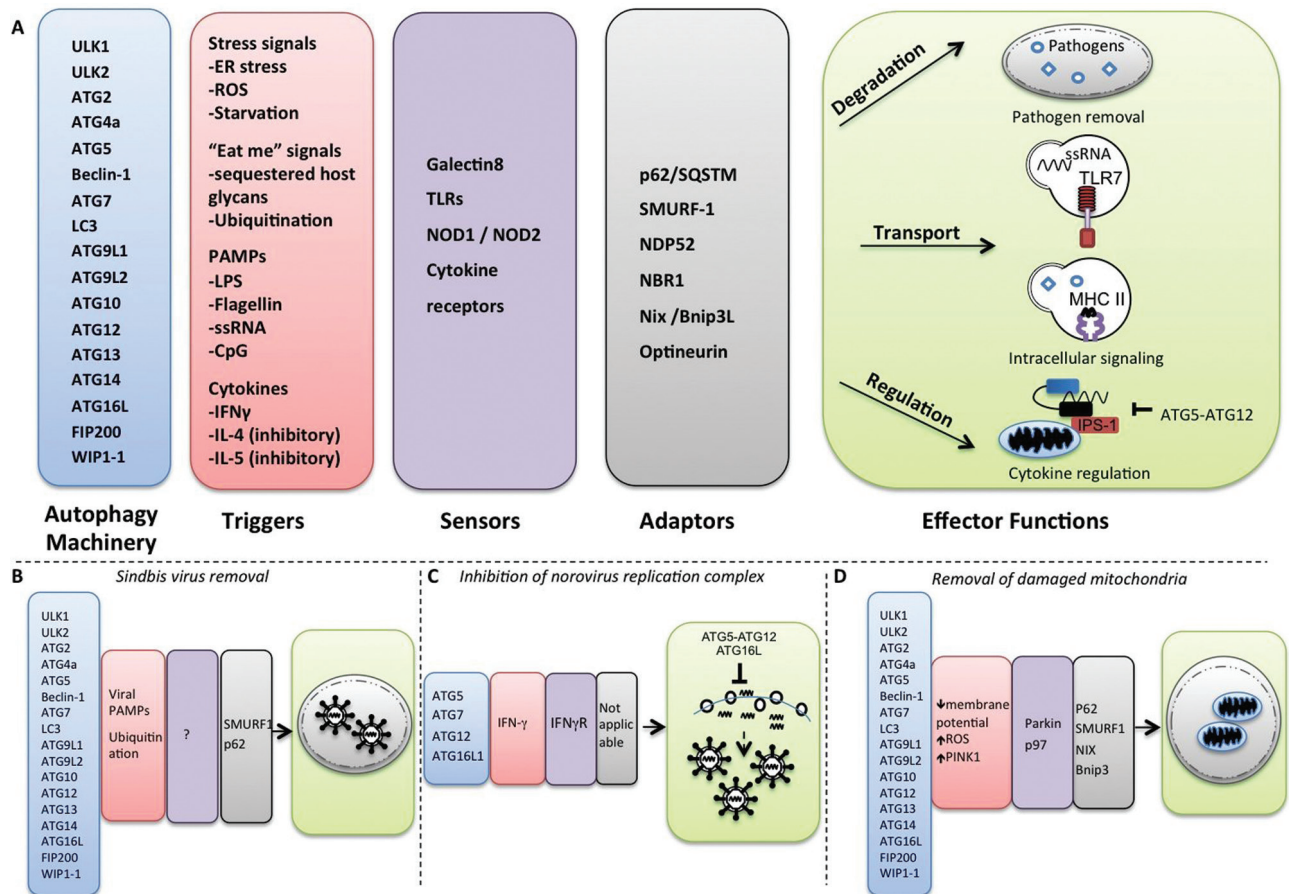 A
ULK1
ULK2
ATG2
ATG4a
ATG5
Beclin-1
ATG7
LC3
ATG9L1
ATG9L2
ATG10
ATG12
ATG13
ATG14
ATG16L
FIP200
WIP1-1
Autophagy
Machinery
Stress signals
-ER stress
-ROS
-Starvation
“Eat me” signals
-sequestered host
glycans
-Ubiquitination
PAMPs
-LPS
-Flagellin
-ssRNA
-CpG
Cytokines
-IFNγ
-IL-4 (inhibitory)
-IL-5 (inhibitory)
Triggers
Galectin8
TLRs
NOD1 / NOD2
Cytokine
receptors
Sensors
p62/SQSTM
SMURF-1
NDP52
NBR1
Nix /Bnip3L
Optineurin
Adaptors
Degradation
Pathogens
Pathogen removal
Transport
ssRNA
TLR7
MHC II
Intracellular signaling
Regulation
IPS-1
ATG5-ATG12
Cytokine regulation
Effector Functions
B
Sindbis virus removal
ULK1
ULK2
ATG2
ATG4a
ATG5
Beclin-1
ATG7
LC3
ATG9L1
ATG9L2
ATG10
ATG12
ATG13
ATG14
ATG16L
FIP200
WIP1-1
Viral
PAMPs
Ubiquitin
ation
?
SMURF1
p62
C
Inhibition of norovirus replication complex
ATG5
ATG7
ATG12
ATG16L1
IFN-γ
IFNγR
Not
applic
able
ATG5-ATG12
ATG16L
D
Removal of damaged mitochondria
ULK1
ULK2
ATG2
ATG4a
ATG5
Beclin-1
ATG7
LC3
ATG9L1
ATG9L2
ATG10
ATG12
ATG13
ATG14
ATG16L
FIP200
WIP1-1
↓membrane
potential
↑ROS
↑PINK1
Parkin
p97
P62
SMURF1
NIX
Bnip3